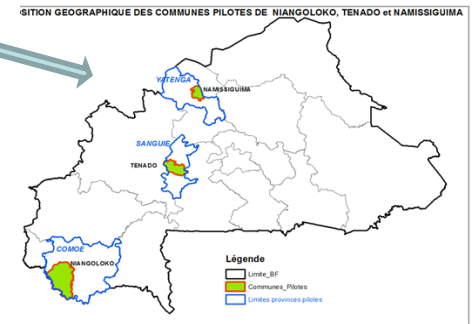 SITION GEOGRAPHIQUE DES COMMUNES PILOTES DE NIANGOLOKO, TENADO et NAMISSIGUIMA
YATENGA
NAMISSIGUIMA
SANGUIE
TENADO
COMOE
NIANGOLOKO
Légende
Limite_BF
Communes_Pilotes
Limites provinces pilotes